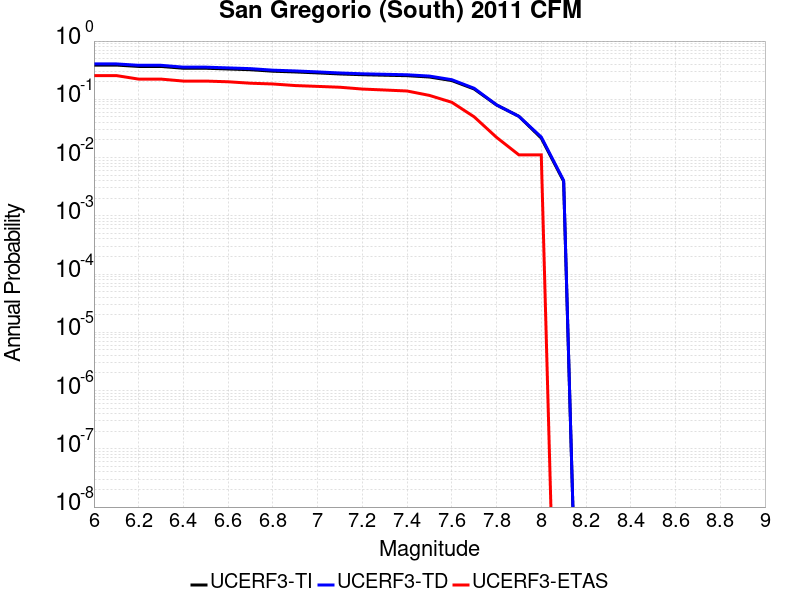 San Gregorio (South) 2011 CFM
Annual Probability
10^0
10^-1
10^-2
10^-3
10^-4
10^-5
10^-6
10^-7
10^-8
6 6.2 6.4 6.6 6.8 7 7.2 7.4 7.6 7.8 8 8.2 8.4 8.6 8.8 9
Magnitude
UCERF3-TI UCERF3-TD UCERF3-ETAS